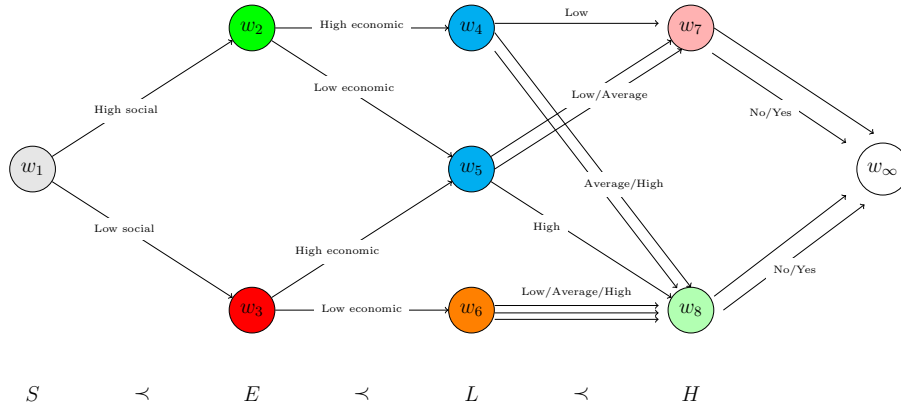 w₂ High economic w₄ Low w₇
Low economic Low/Average
High social No/Yes
w₁ w₅ w∞
Average/High
Low social High
High economic
No/Yes
Low/Average/High
w₃ Low economic w₆ w₈
S ≺ E ≺ L ≺ H